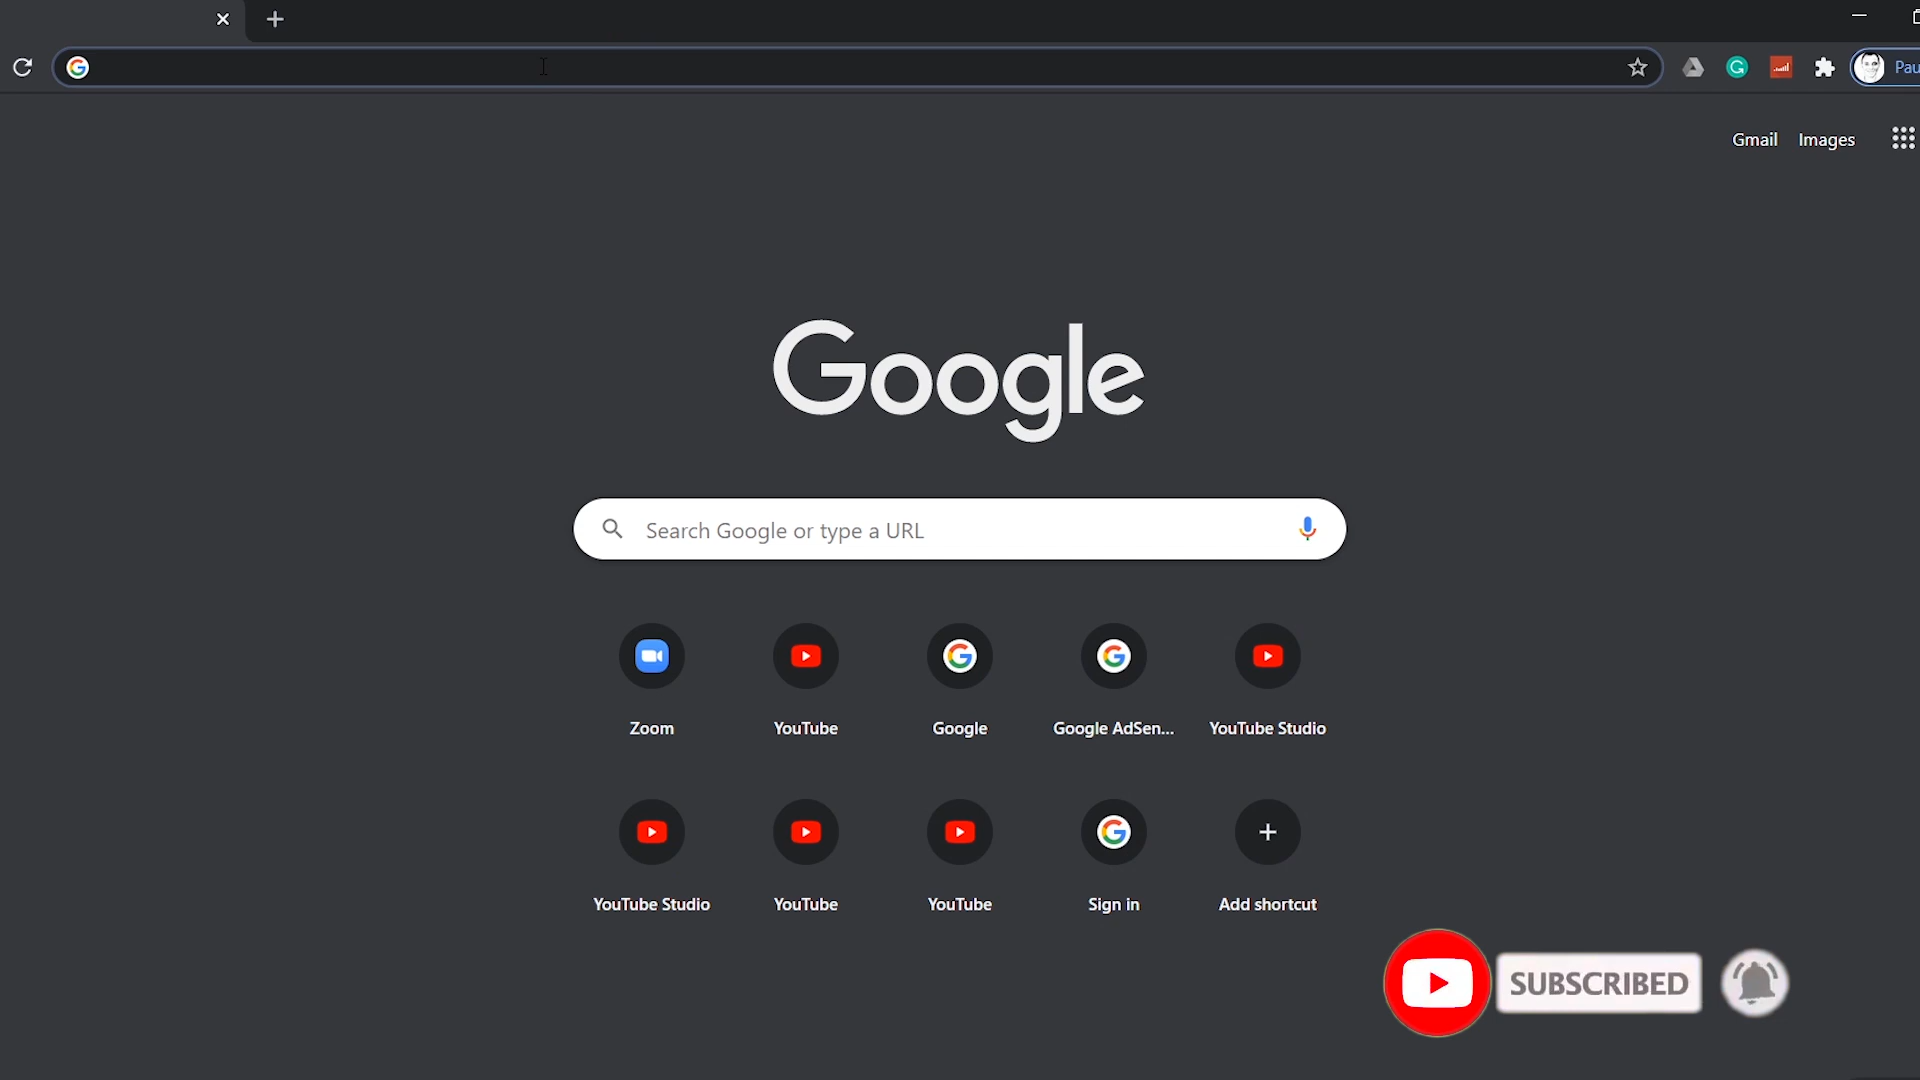 Pau
Gmail Images
Google
Search Google or type a URL
Zoom YouTube Google Google AdSen... YouTube Studio
YouTube Studio YouTube YouTube Sign in Add shortcut
SUBSCRIBED